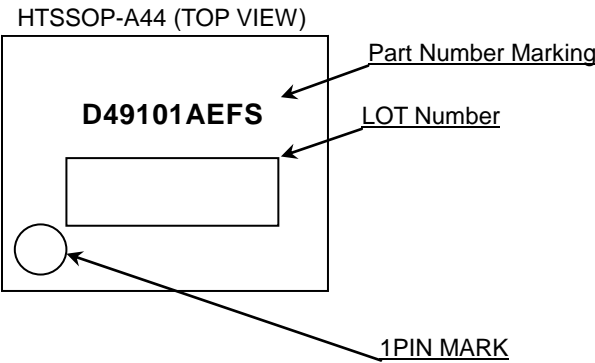 HTSSOP-A44 (TOP VIEW)
Part Number Marking
D49101AEFS
LOT Number
1PIN MARK